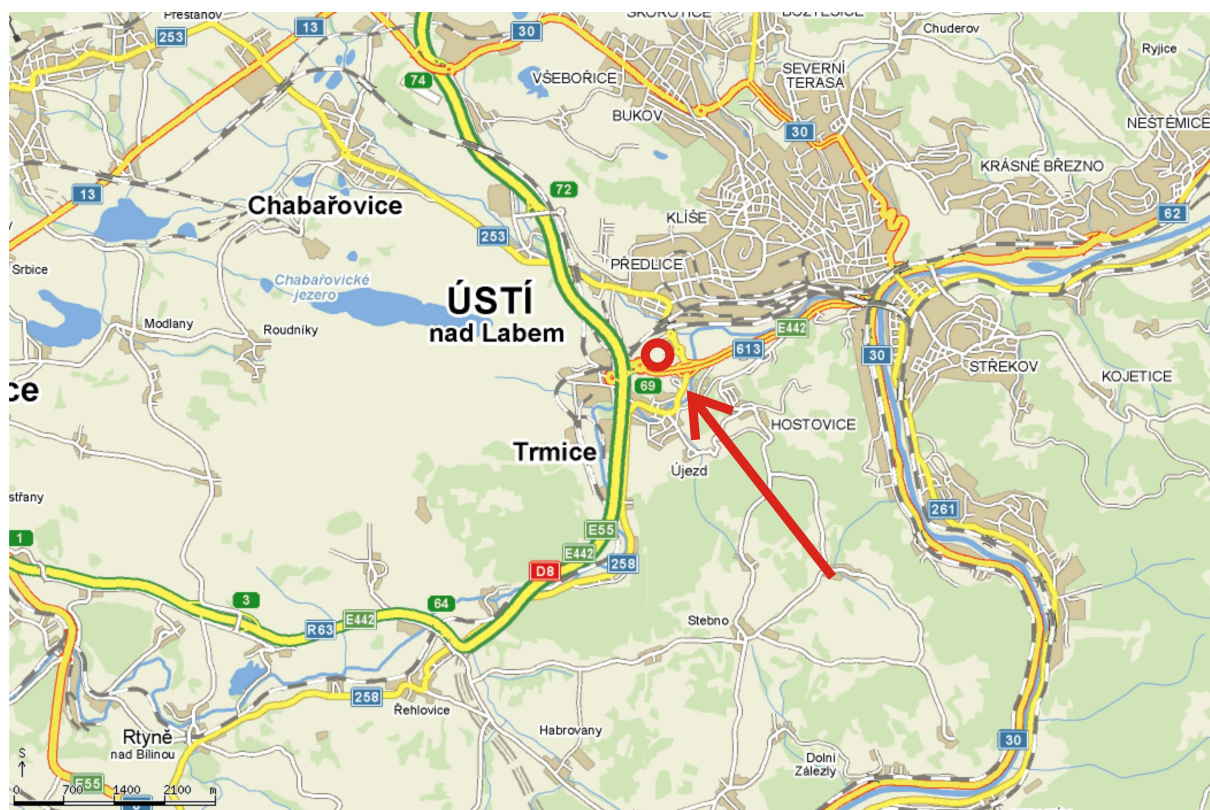 Přestanov
253
13
30
SKOROTICE
BOŽTĚŠICE
Chuderov
Ryjice
74
VŠEBOŘICE
SEVERNÍ
TERASA
BUKOV
30
NEŠTĚMICE
KRÁSNÉ BŘEZNO
13
72
Chabařovice
KLÍŠE
62
253
PŘEDLICE
Srbice
Chabařovické
jezero
ÚSTÍ
nad Labem
Modlany
Roudníky
E442
613
30
STŘEKOV
KOJETICE
ce
69
HOSTOVICE
Trmice
Újezd
261
E55
1
E442
258
D8
3
64
E442
R63
Stebno
258
Řehlovice
Rtyně
nad Bílinou
Habrovany
30
Dolní
Zálezly
S
E55
0 700 1400 2100 m